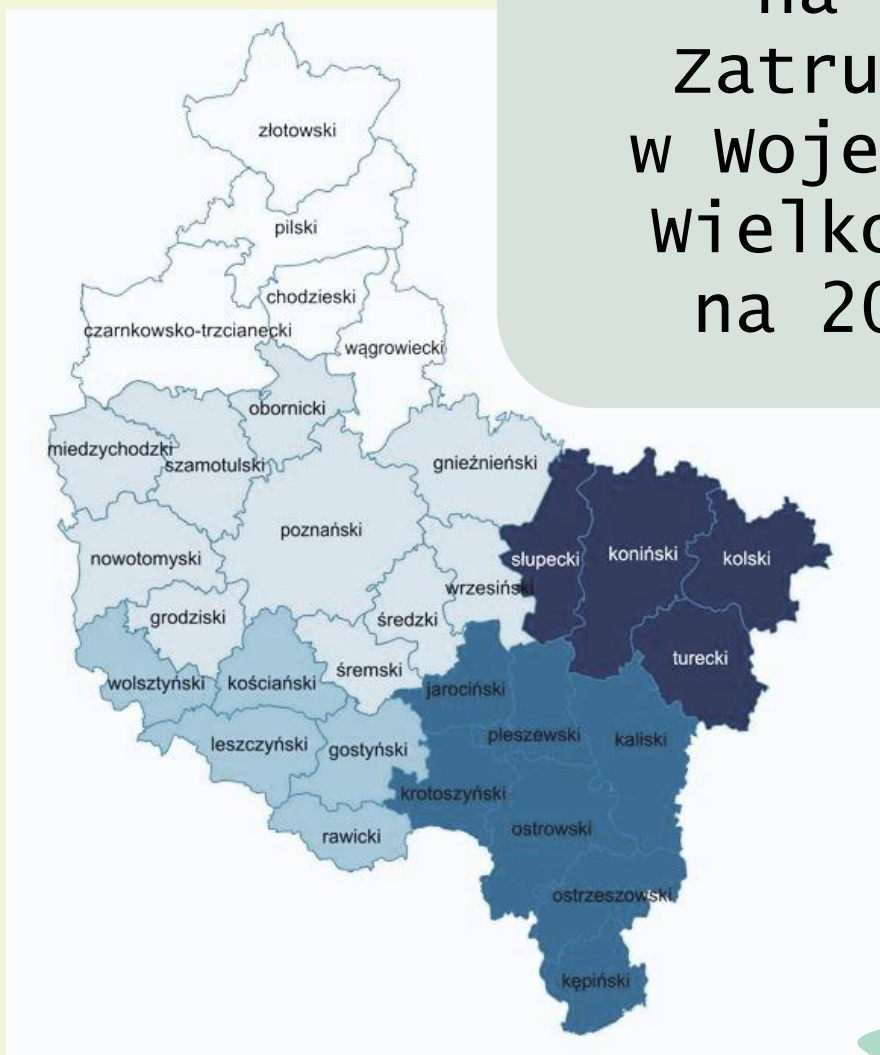 Zatru
w Woje
Wielko
na 20
złotowski
pilski
chodzieski
czarnkowsko-trzcianecki
wągrowiecki
obornicki
miedzychodzki
szamotulski
gnieźnieński
poznański
nowotomyski
słupecki
koniński
kolski
wrzesiński
grodziski
średzki
śremski
turecki
wolsztyński
kościański
jarociński
leszczyński
gostyński
pleszewski
kaliski
krotoszyński
rawicki
ostrowski
ostrzeszowski
kępiński